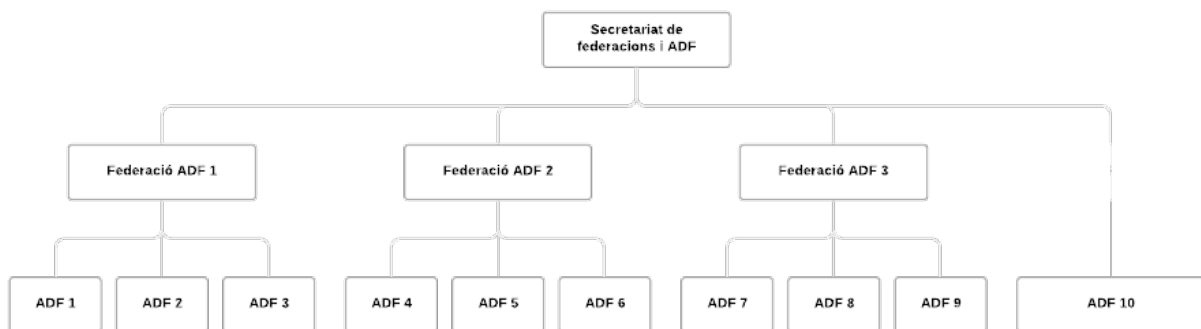 Secretariat de
federacions i ADF
Federació ADF 1
Federació ADF 2
Federació ADF 3
ADF 1
ADF 2
ADF 3
ADF 4
ADF 5
ADF 6
ADF 7
ADF 8
ADF 9
ADF 10